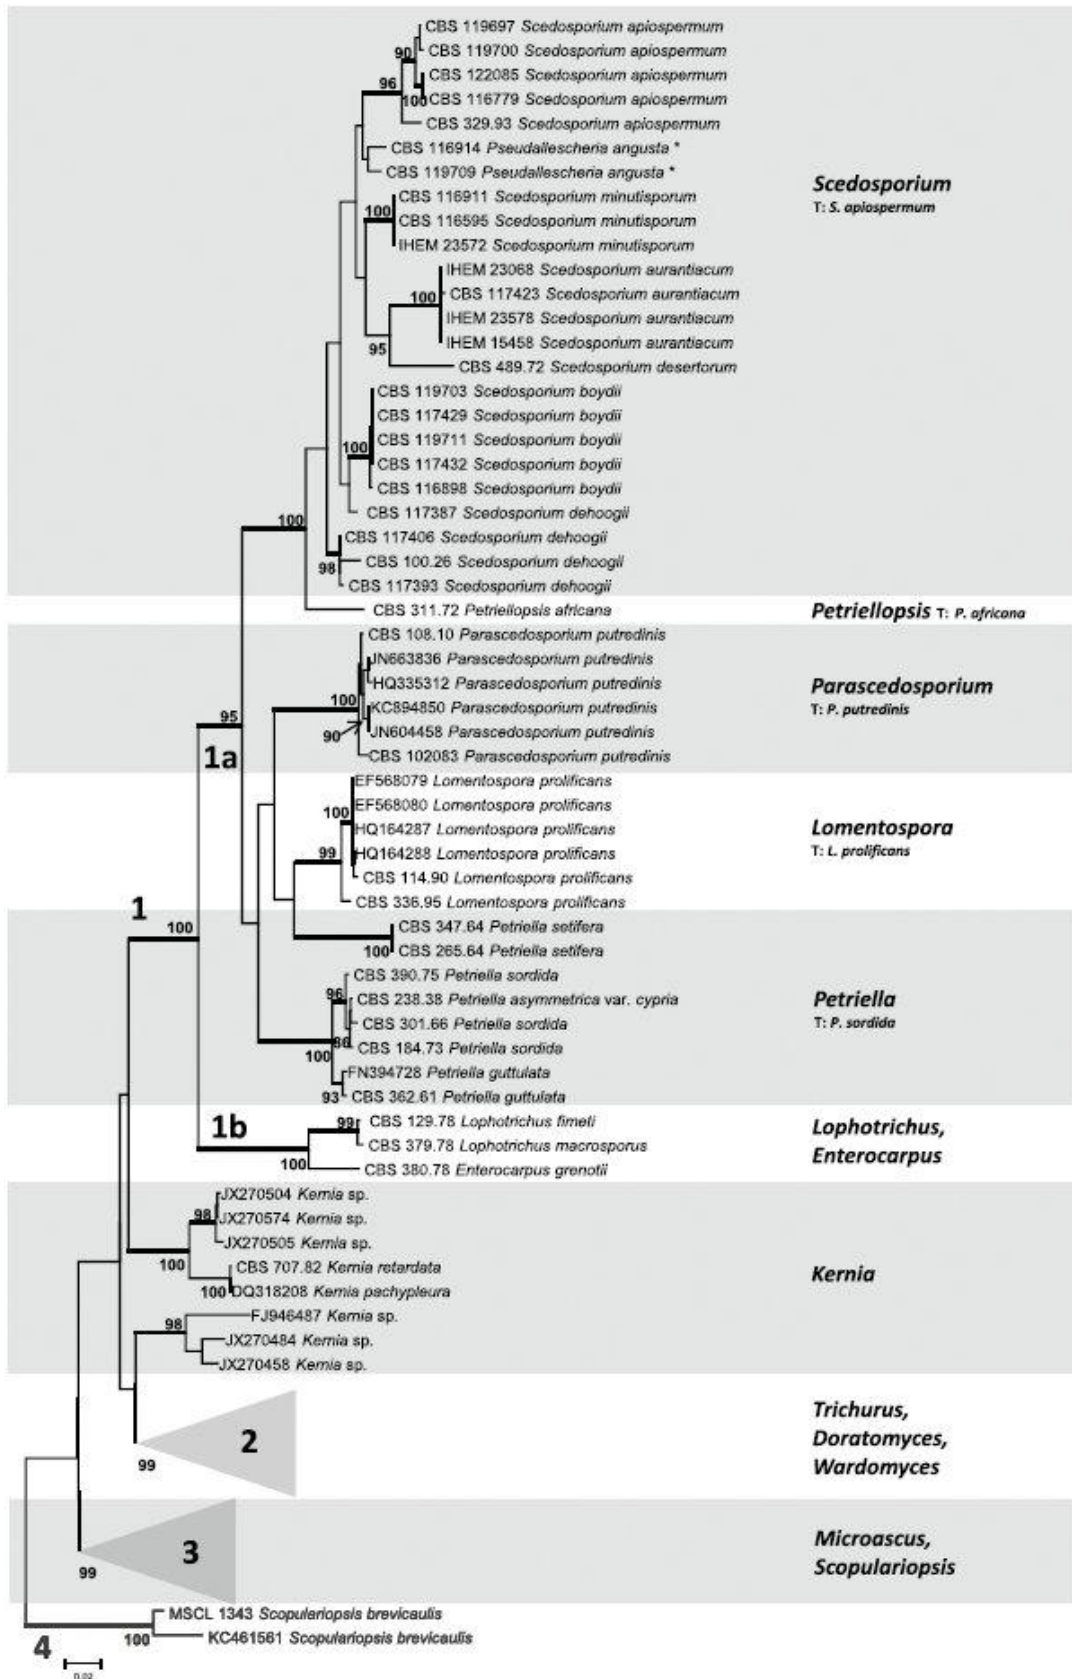 CBS 119697 Scedosporium apiospermum
CBS 119700 Scedosporium apiospermum
90
CBS 122085 Scedosporium apiospermum
96
100
CBS 116779 Scedosporium apiospermum
CBS 329.93 Scedosporium apiospermum
CBS 116914 Pseudallescheria angusta *
CBS 119709 Pseudallescheria angusta *
Scedosporium
T: S. apiospermum
CBS 116911 Scedosporium minutisporum
100
CBS 116595 Scedosporium minutisporum
IHEM 23572 Scedosporium minutisporum
IHEM 23068 Scedosporium aurantiacum
100
CBS 117423 Scedosporium aurantiacum
IHEM 23578 Scedosporium aurantiacum
IHEM 15458 Scedosporium aurantiacum
95
CBS 489.72 Scedosporium desertorum
CBS 119703 Scedosporium boydii
CBS 117429 Scedosporium boydii
100
CBS 119711 Scedosporium boydii
CBS 117432 Scedosporium boydii
CBS 116898 Scedosporium boydii
CBS 117387 Scedosporium dehoogii
100
CBS 117406 Scedosporium dehoogii
98
CBS 100.26 Scedosporium dehoogii
CBS 117393 Scedosporium dehoogii
CBS 311.72 Petriellopsis africana
Petriellopsis T: P. africana
CBS 108.10 Parascedosporium putredinis
JN663836 Parascedosporium putredinis
HQ335312 Parascedosporium putredinis
Parascedosporium
T: P. putredinis
100
KC894850 Parascedosporium putredinis
90
JN604458 Parascedosporium putredinis
CBS 102083 Parascedosporium putredinis
95
1a
EF568079 Lomentospora prolificans
100
EF568080 Lomentospora prolificans
HQ164287 Lomentospora prolificans
Lomentospora
T: L. prolificans
99
HQ164288 Lomentospora prolificans
CBS 114.90 Lomentospora prolificans
CBS 336.95 Lomentospora prolificans
1
100
CBS 347.64 Petriella setifera
100
CBS 265.64 Petriella setifera
CBS 390.75 Petriella sordida
96
CBS 238.38 Petriella asymmetrica var. cypria
Petriella
T: P. sordida
CBS 301.66 Petriella sordida
86
CBS 184.73 Petriella sordida
100
FN394728 Petriella guttulata
93
CBS 362.61 Petriella guttulata
1b
99
CBS 129.78 Lophotrichus fimeti
CBS 379.78 Lophotrichus macrosporus
100
CBS 380.78 Enterocarpus grenotii
Lophotrichus,
Enterocarpus
JX270504 Kernia sp.
98
JX270574 Kernia sp.
JX270505 Kernia sp.
100
CBS 707.82 Kernia retardata
100
DQ318208 Kernia pachypleura
Kernia
FJ946487 Kernia sp.
98
JX270484 Kernia sp.
JX270458 Kernia sp.
2
99
Trichurus,
Doratomyces,
Wardomyces
3
99
Microascus,
Scopulariopsis
MSCL 1343 Scopulariopsis brevicaulis
100
KC461561 Scopulariopsis brevicaulis
4
0.02